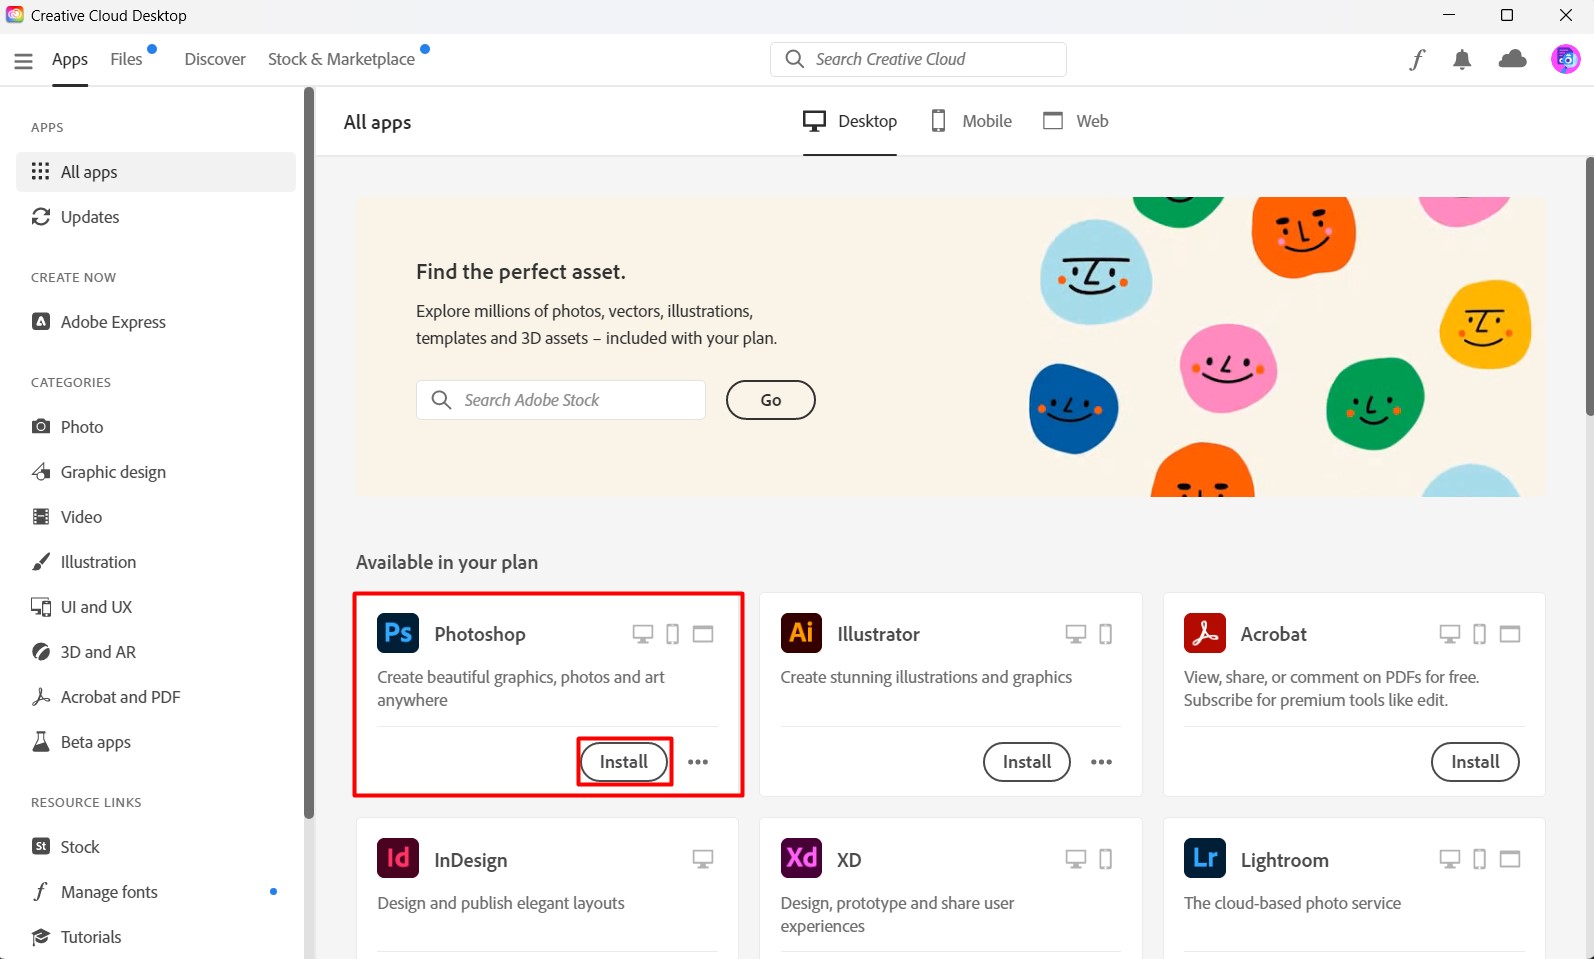 Creative Cloud Desktop
Apps
Files
Discover
Stock & Marketplace
Search Creative Cloud
APPS
All apps
Updates
CREATE NOW
Adobe Express
CATEGORIES
Photo
Graphic design
Video
Illustration
UI and UX
3D and AR
Acrobat and PDF
Beta apps
RESOURCE LINKS
St Stock
Manage fonts
Tutorials
All apps
Desktop
Mobile
Web
Find the perfect asset.
Explore millions of photos, vectors, illustrations,
templates and 3D assets – included with your plan.
Search Adobe Stock
Go
Available in your plan
Ps Photoshop
Create beautiful graphics, photos and art
anywhere
Install
Ai Illustrator
Create stunning illustrations and graphics
Install
Acrobat
View, share, or comment on PDFs for free.
Subscribe for premium tools like edit.
Install
Id InDesign
Design and publish elegant layouts
Xd XD
Design, prototype and share user
experiences
Lr Lightroom
The cloud-based photo service